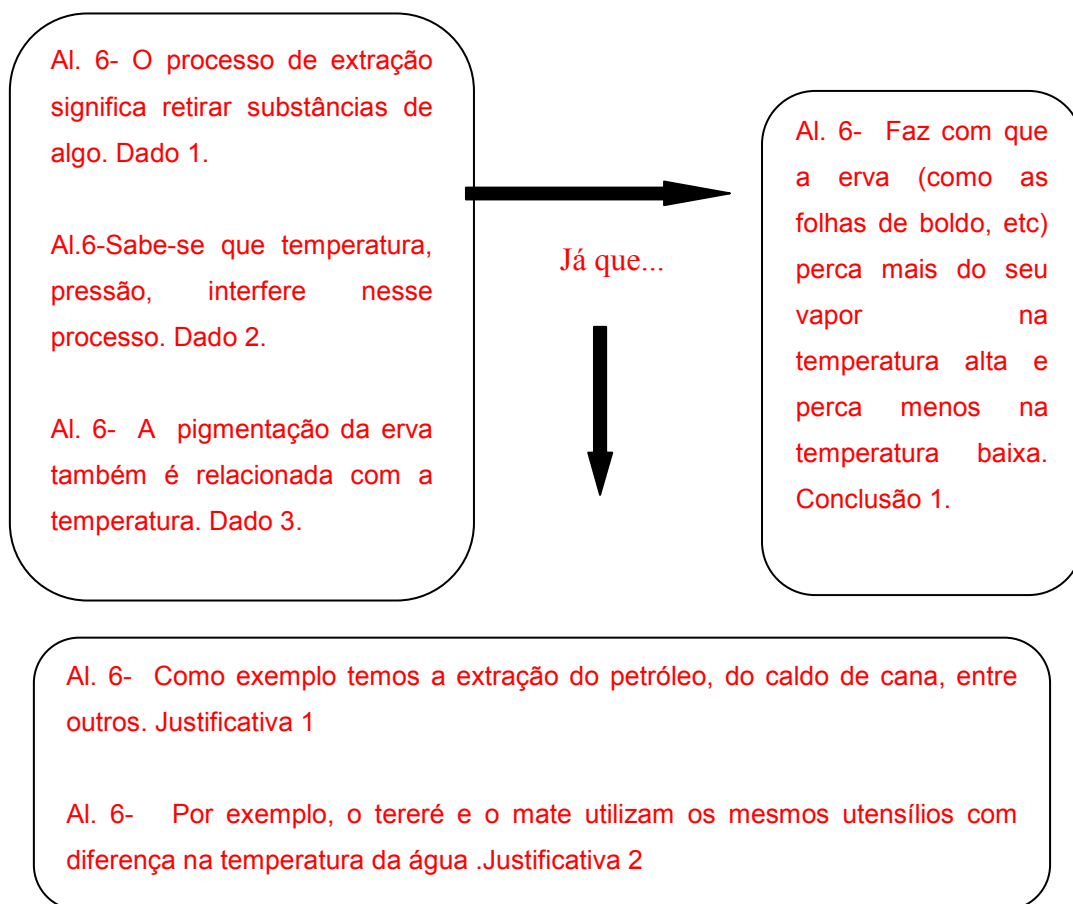 Al. 6- O processo de extração
significa retirar substâncias de
algo. Dado 1.
Al.6-Sabe-se que temperatura,
pressão, interfere nesse
processo. Dado 2.
Al. 6- A pigmentação da erva
também é relacionada com a
temperatura. Dado 3.
Já que...
Al. 6- Faz com que
a erva (como as
folhas de boldo, etc)
perca mais do seu
vapor na
temperatura alta e
perca menos na
temperatura baixa.
Conclusão 1.
Al. 6- Como exemplo temos a extração do petróleo, do caldo de cana, entre
outros. Justificativa 1
Al. 6- Por exemplo, o tereré e o mate utilizam os mesmos utensílios com
diferença na temperatura da água .Justificativa 2